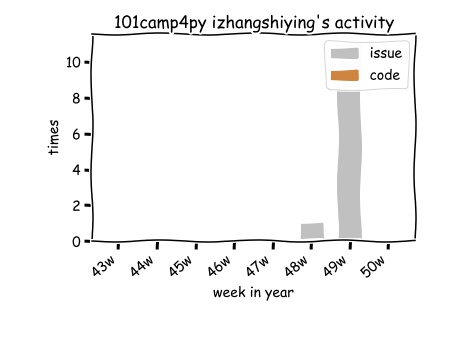 101camp4py izhangshiying's activity
issue
code
10
8
6
4
2
0
times
43w 44w 45w 46w 47w 48w 49w 50w
week in year